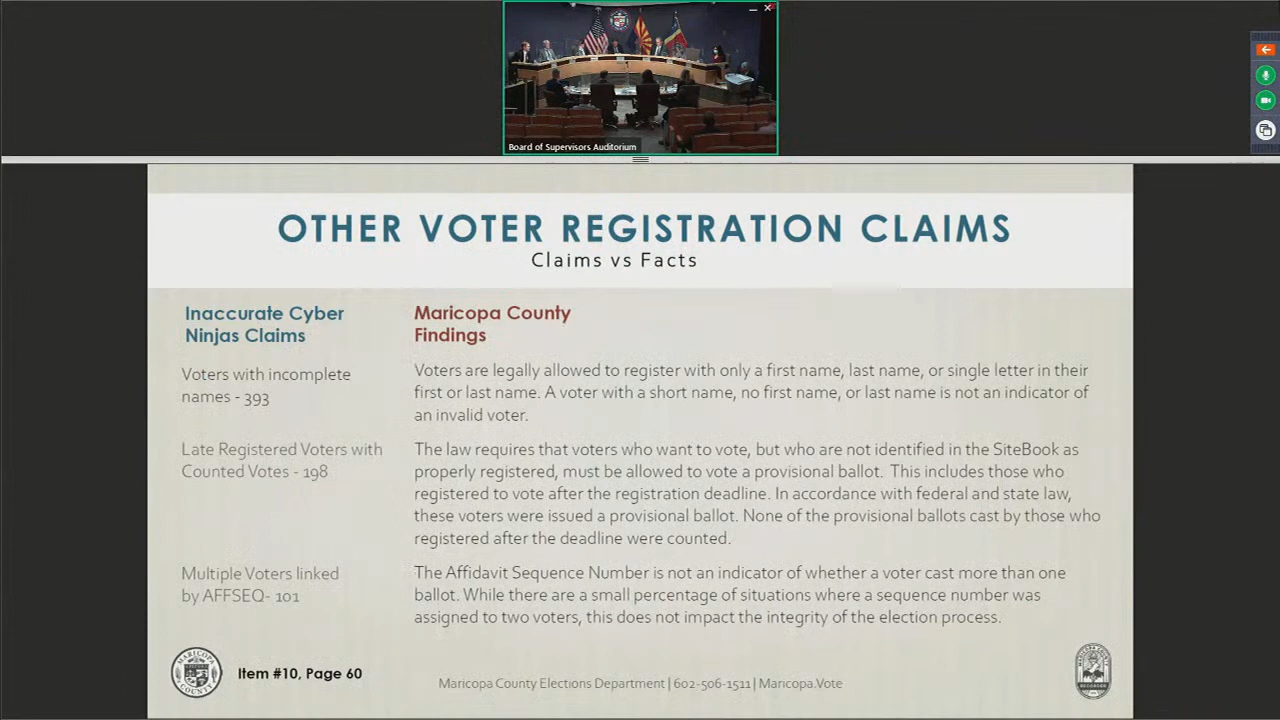 Board of Supervisors Auditorium
OTHER VOTER REGISTRATION CLAIMS
Claims vs Facts
Inaccurate Cyber
Ninjas Claims
Maricopa County
Findings
Voters with incomplete
names - 393
Voters are legally allowed to register with only a first name, last name, or single letter in their
first or last name. A voter with a short name, no first name, or last name is not an indicator of
an invalid voter.
Late Registered Voters with
Counted Votes - 198
The law requires that voters who want to vote, but who are not identified in the SiteBook as
properly registered, must be allowed to vote a provisional ballot. This includes those who
registered to vote after the registration deadline. In accordance with federal and state law,
these voters were issued a provisional ballot. None of the provisional ballots cast by those who
registered after the deadline were counted.
Multiple Voters linked
by AFFSEQ- 101
The Affidavit Sequence Number is not an indicator of whether a voter cast more than one
ballot. While there are a small percentage of situations where a sequence number was
assigned to two voters, this does not impact the integrity of the election process.
MARICOPA
COUNTY
Item #10, Page 60
Maricopa County Elections Department | 602-506-1511 | Maricopa.Vote
MARICOPA COUNTY
RECORDER